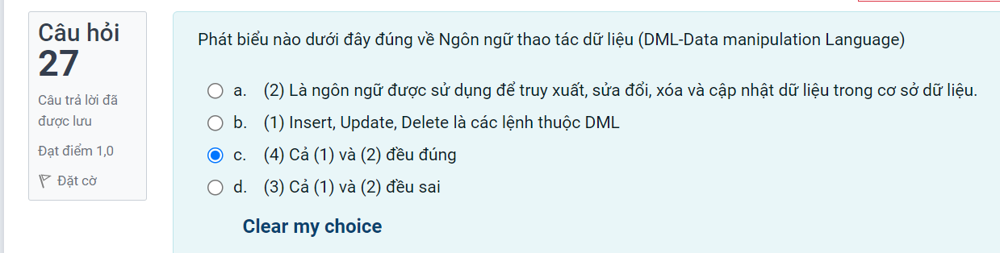 Câu hỏi
27
Câu trả lời đã
được lưu
Đạt điểm 1,0
Đặt cờ
Phát biểu nào dưới đây đúng về Ngôn ngữ thao tác dữ liệu (DML-Data manipulation Language)
a. (2) Là ngôn ngữ được sử dụng để truy xuất, sửa đổi, xóa và cập nhật dữ liệu trong cơ sở dữ liệu.
b. (1) Insert, Update, Delete là các lệnh thuộc DML
c. (4) Cả (1) và (2) đều đúng
d. (3) Cả (1) và (2) đều sai
Clear my choice